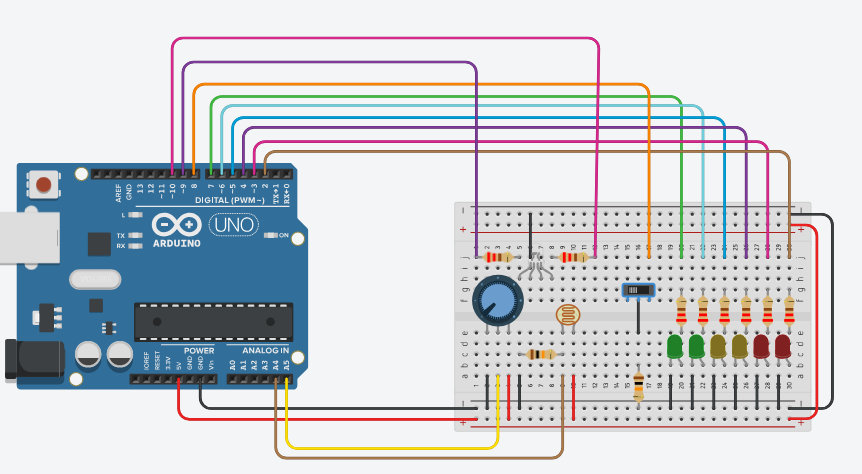 AREF
GND
13
12
~11
~10
~9
8
7
~6
~5
4
~3
2
TX→1
RX←0
DIGITAL (PWM~)
L
TX
RX
ARDUINO
UNO
ON
IOREF
RESET
3.3V
5V
GND
GND
Vin
POWER
ANALOG IN
A0
A1
A2
A3
A4
A5
j
i
h
g
f
e
d
c
b
a